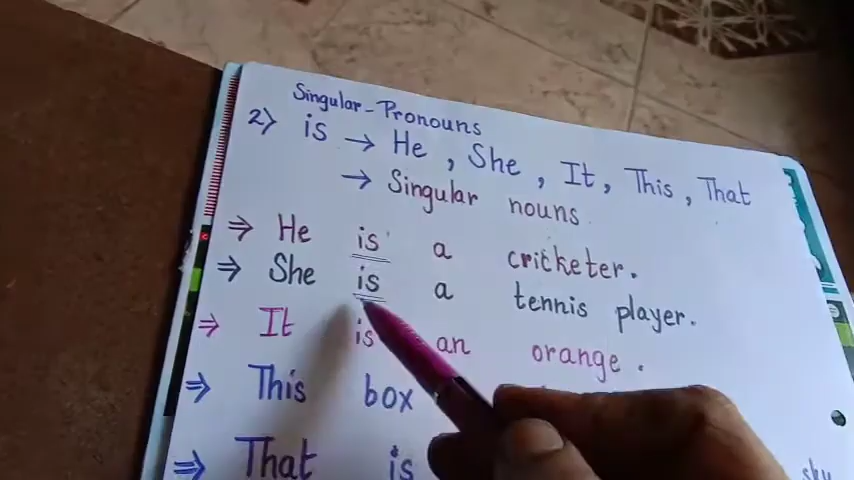 Singular-Pronouns
2) is → He, She, It, This, That
→ Singular nouns
⇒ He is a cricketer.
⇒ She is a tennis player.
⇒ It is an orange.
⇒ This box
⇒ That is sky